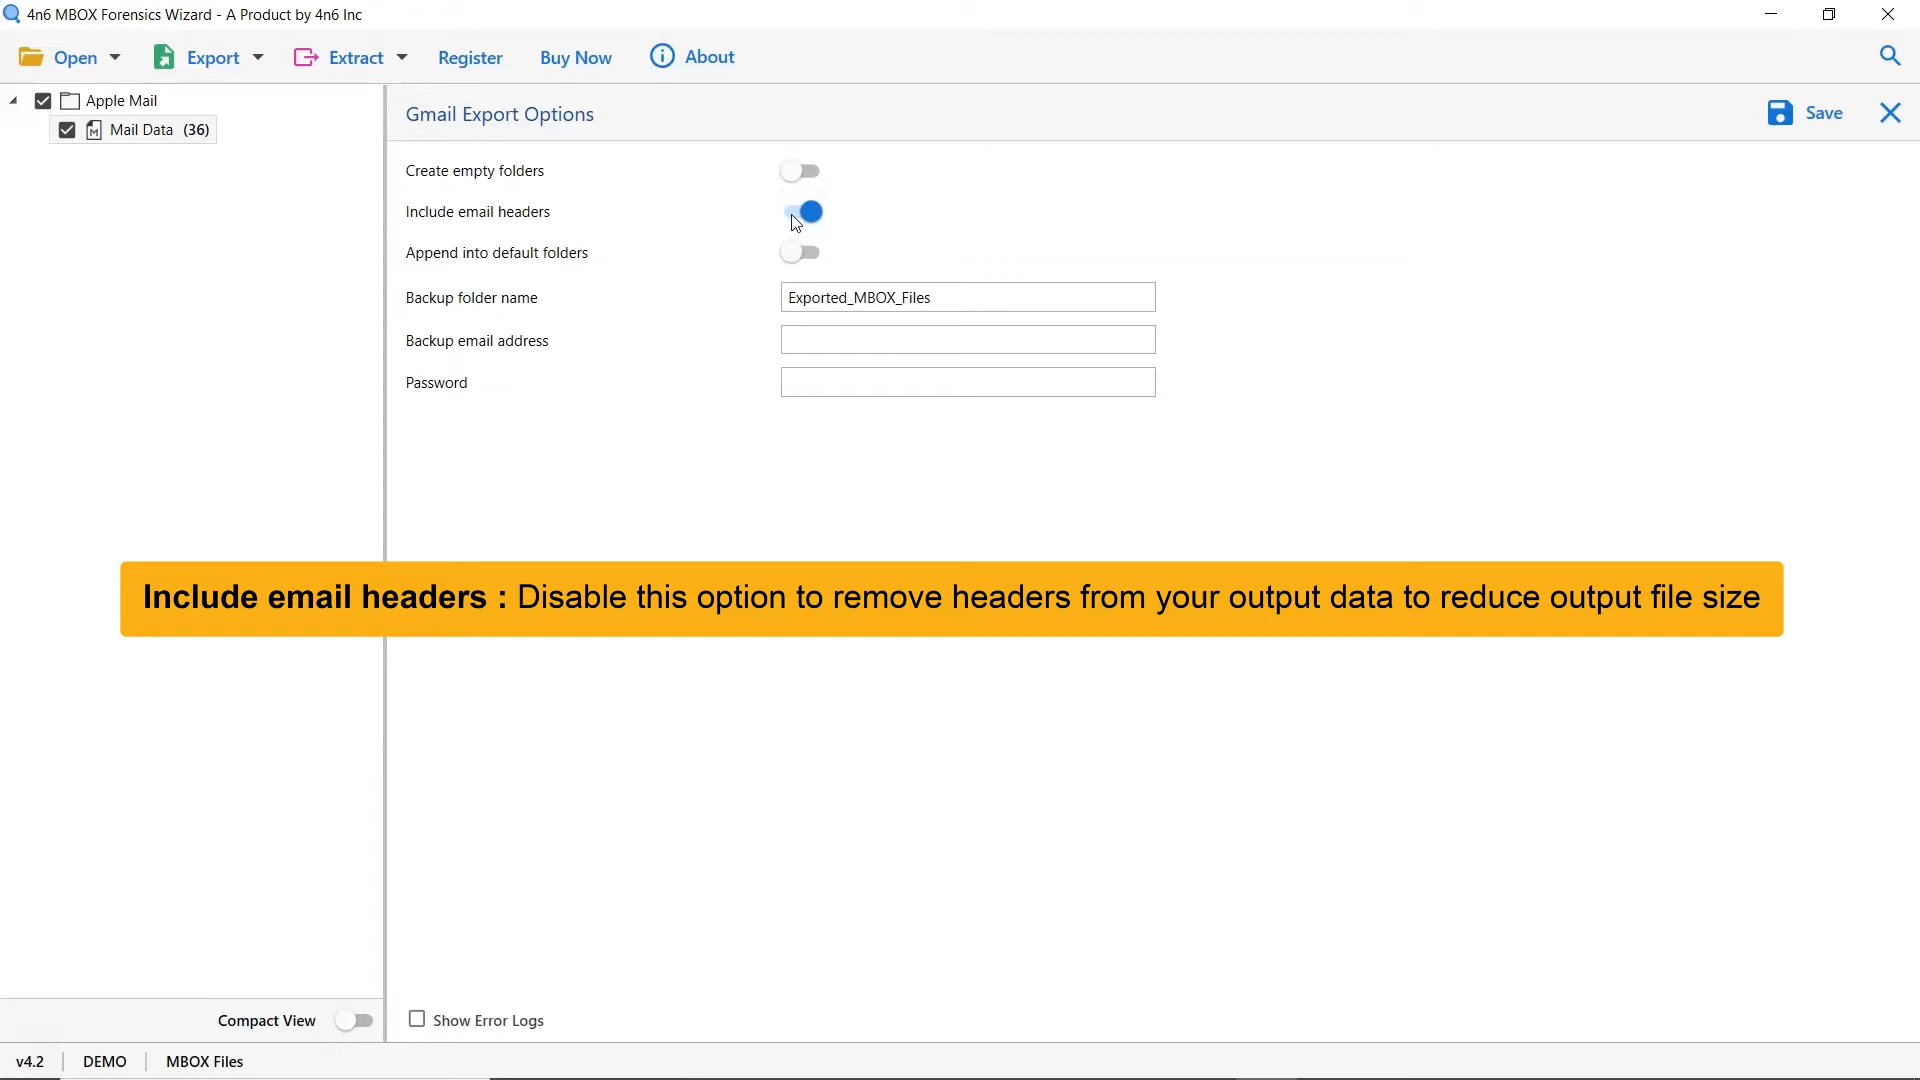 4n6 MBOX Forensics Wizard - A Product by 4n6 Inc
Open Export Extract Register Buy Now About
Apple Mail
Mail Data (36)
Gmail Export Options Save
Create empty folders
Include email headers
Append into default folders
Backup folder name Exported_MBOX_Files
Backup email address
Password
Include email headers : Disable this option to remove headers from your output data to reduce output file size
Compact View Show Error Logs
v4.2 DEMO MBOX Files